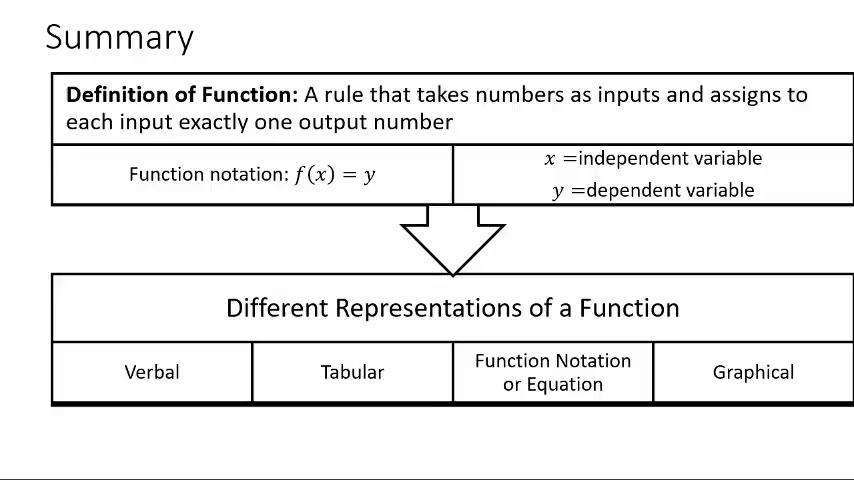 Summary
Definition of Function: A rule that takes numbers as inputs and assigns to
each input exactly one output number
Function notation: f(x) = y
x =independent variable
y =dependent variable
Different Representations of a Function
Verbal
Tabular
Function Notation
or Equation
Graphical